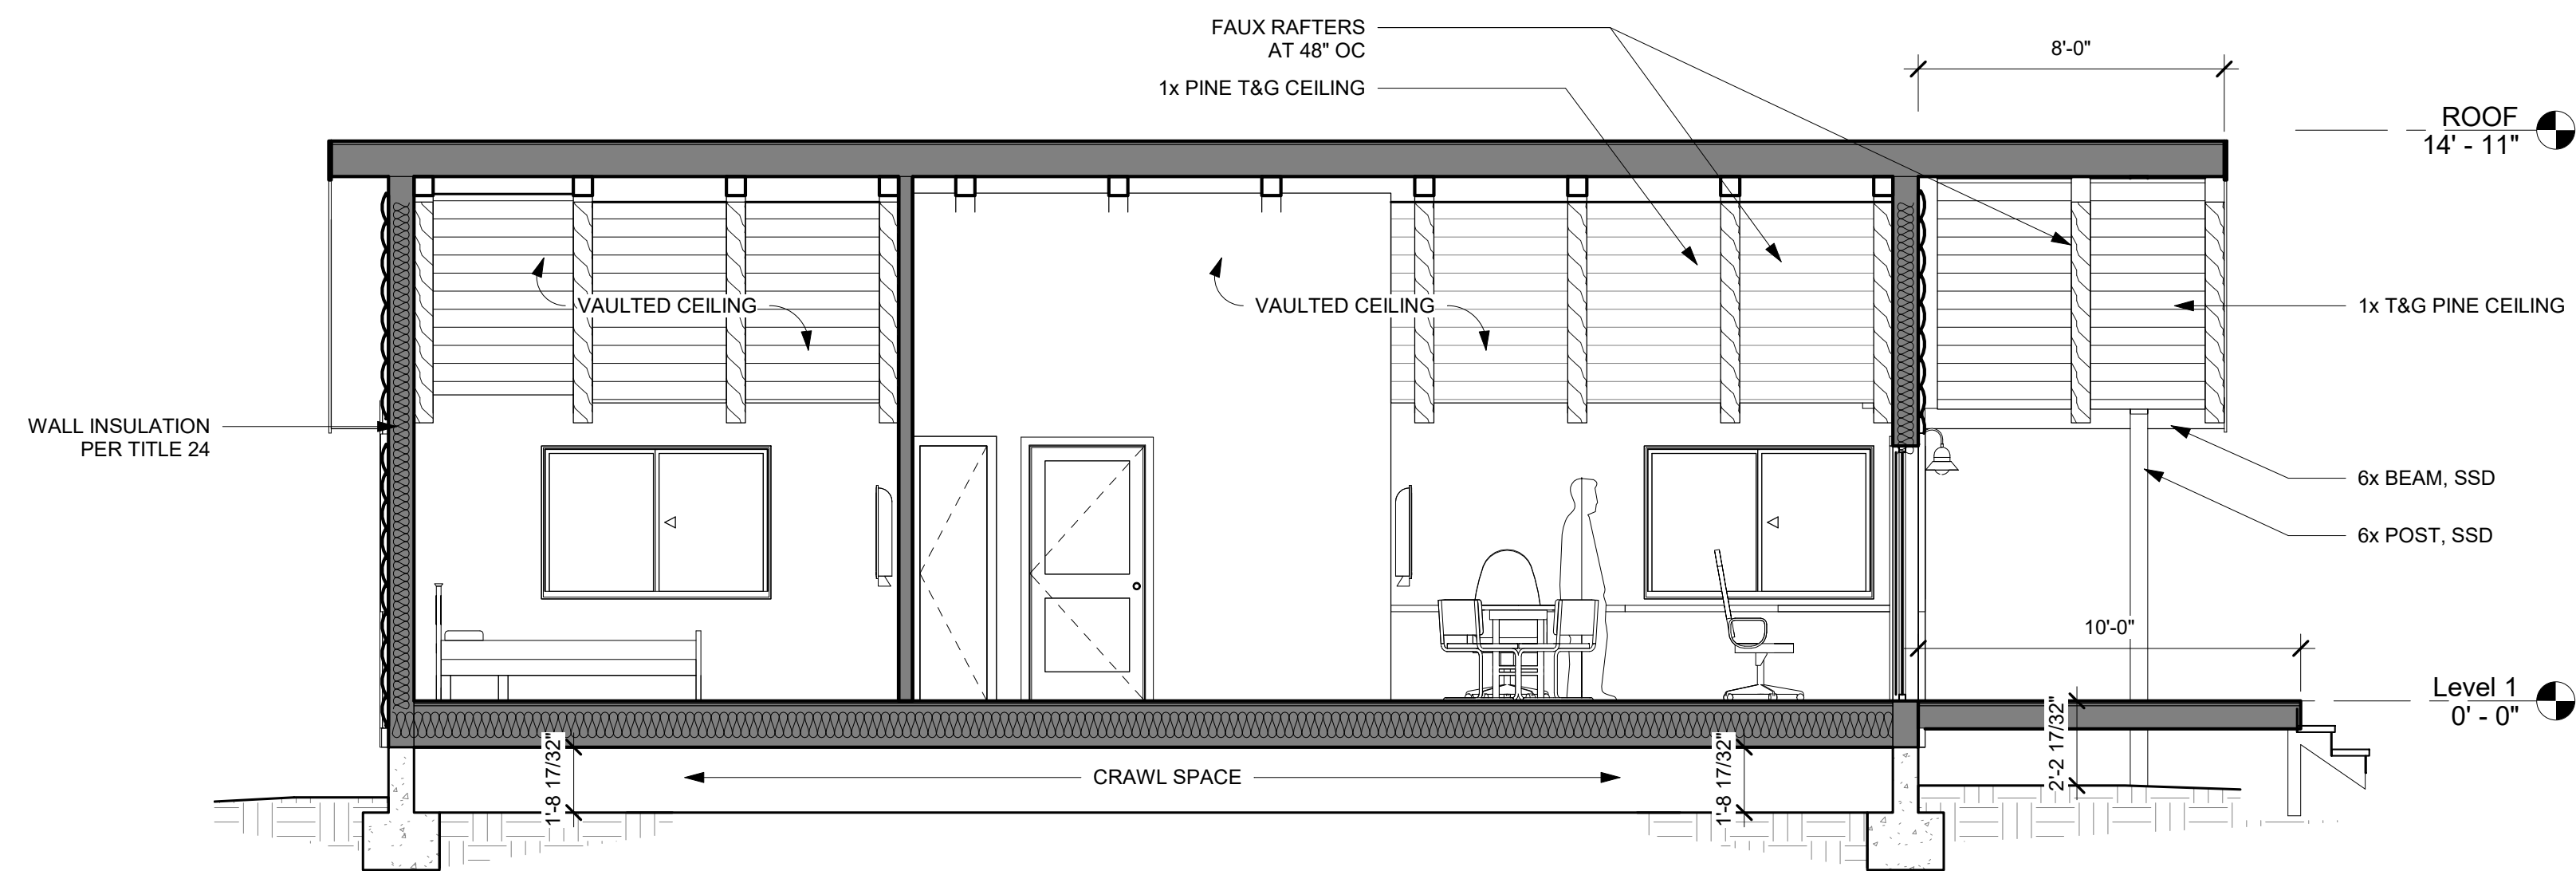 FAUX RAFTERS
AT 48" OC
1x PINE T&G CEILING
8'-0"
ROOF
14' - 11"
VAULTED CEILING
VAULTED CEILING
1x T&G PINE CEILING
WALL INSULATION
PER TITLE 24
6x BEAM, SSD
6x POST, SSD
10'-0"
Level 1
0' - 0"
1'-8 17/32"
CRAWL SPACE
1'-8 17/32"
2'-2 17/32"